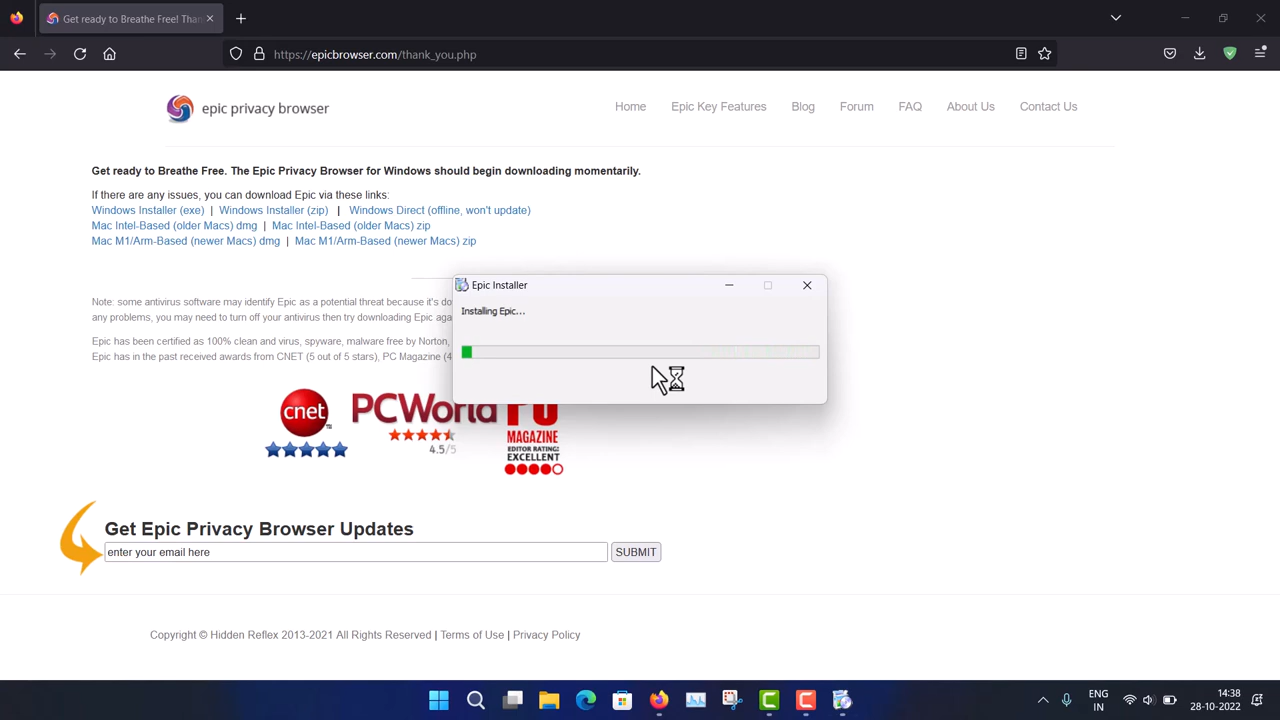 Get ready to Breathe Free! Than
https://epicbrowser.com/thank_you.php
epic privacy browser
Home
Epic Key Features
Blog
Forum
FAQ
About Us
Contact Us
Get ready to Breathe Free. The Epic Privacy Browser for Windows should begin downloading momentarily.
If there are any issues, you can download Epic via these links:
Windows Installer (exe) | Windows Installer (zip) | Windows Direct (offline, won't update)
Mac Intel-Based (older Macs) dmg | Mac Intel-Based (older Macs) zip
Mac M1/Arm-Based (newer Macs) dmg | Mac M1/Arm-Based (newer Macs) zip
Epic Installer
Installing Epic...
Note: some antivirus software may identify Epic as a potential threat because it's
any problems, you may need to turn off your antivirus then try downloading Epic
Epic has been certified as 100% clean and virus, spyware, malware free by Norton,
Epic has in the past received awards from CNET (5 out of 5 stars), PC Magazine
cnet
PCWorld
4.5/5
MAGAZINE
EDITOR RATING:
EXCELLENT
Get Epic Privacy Browser Updates
enter your email here
SUBMIT
Copyright © Hidden Reflex 2013-2021 All Rights Reserved | Terms of Use | Privacy Policy
ENG
IN
14:38
28-10-2022